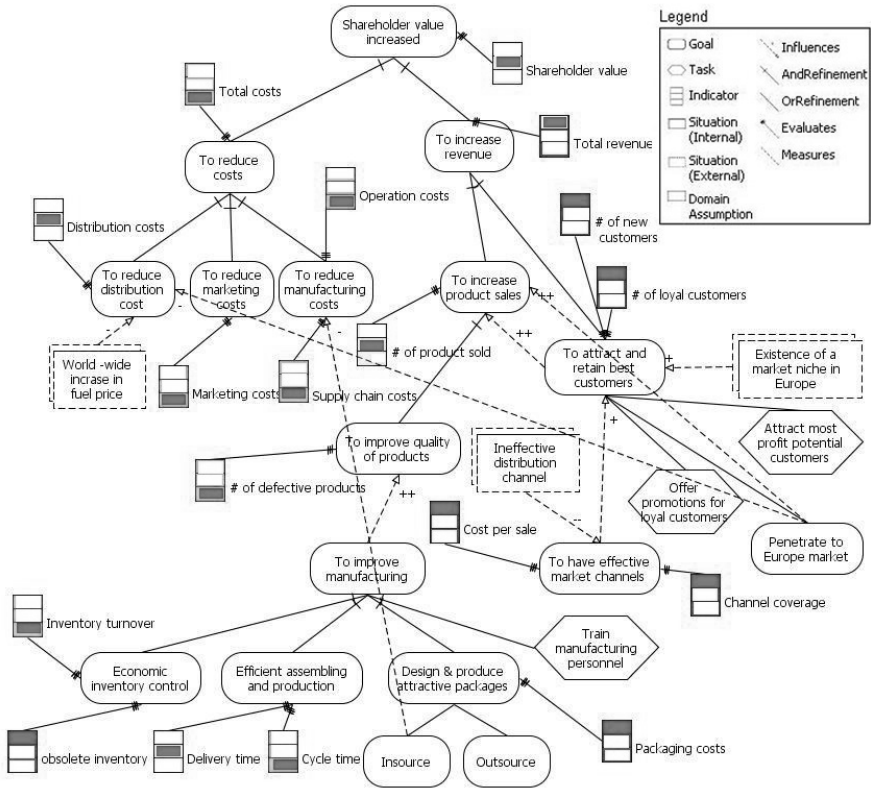 Shareholder value
increased
Shareholder value
Total costs
To increase
revenue
Total revenue
To reduce
costs
Operation costs
Distribution costs
# of new
customers
To reduce
distribution
cost
To reduce
marketing
costs
To reduce
manufacturing
costs
To increase
product sales
# of loyal customers
-
-
-
++
++
World -wide
incrase in
fuel price
Marketing costs
Supply chain costs
# of product sold
To attract and
retain best
customers
+
Existence of a
market niche in
Europe
+
Attract most
profit potential
customers
To improve quality
of products
Ineffective
distribution
channel
# of defective products
++
Offer
promotions for
loyal customers
--
Cost per sale
Penetrate to
Europe market
To improve
manufacturing
To have effective
market channels
Channel coverage
Inventory turnover
Train
manufacturing
personnel
Economic
inventory control
Efficient assembling
and production
Design & produce
attractive packages
obsolete inventory
Delivery time
Cycle time
Insource
Outsource
Packaging costs
Legend
Goal
Task
Indicator
Situation
(Internal)
Situation
(External)
Domain
Assumption
Influences
AndRefinement
OrRefinement
Evaluates
Measures